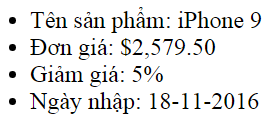 • Tên sản phẩm: iPhone 9
• Đơn giá: $2,579.50
• Giảm giá: 5%
• Ngày nhập: 18-11-2016